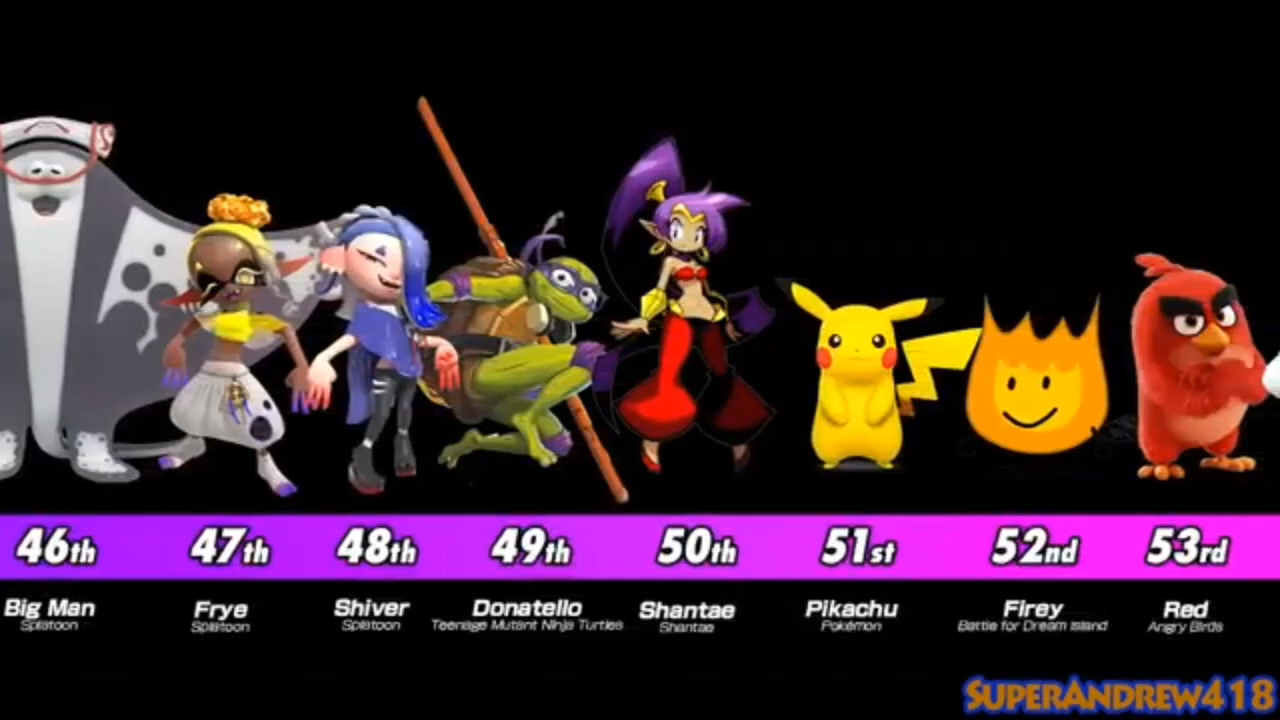 46th 47th 48th 49th 50th 51st 52nd 53rd
Big Man Frye Shiver Donatello Shantae Pikachu Firey Red
Splatoon Splatoon Splatoon Teenage Mutant Ninja Turtles Shantae Pokémon Battle for Dream Island Angry Birds
SUPERANDREW418